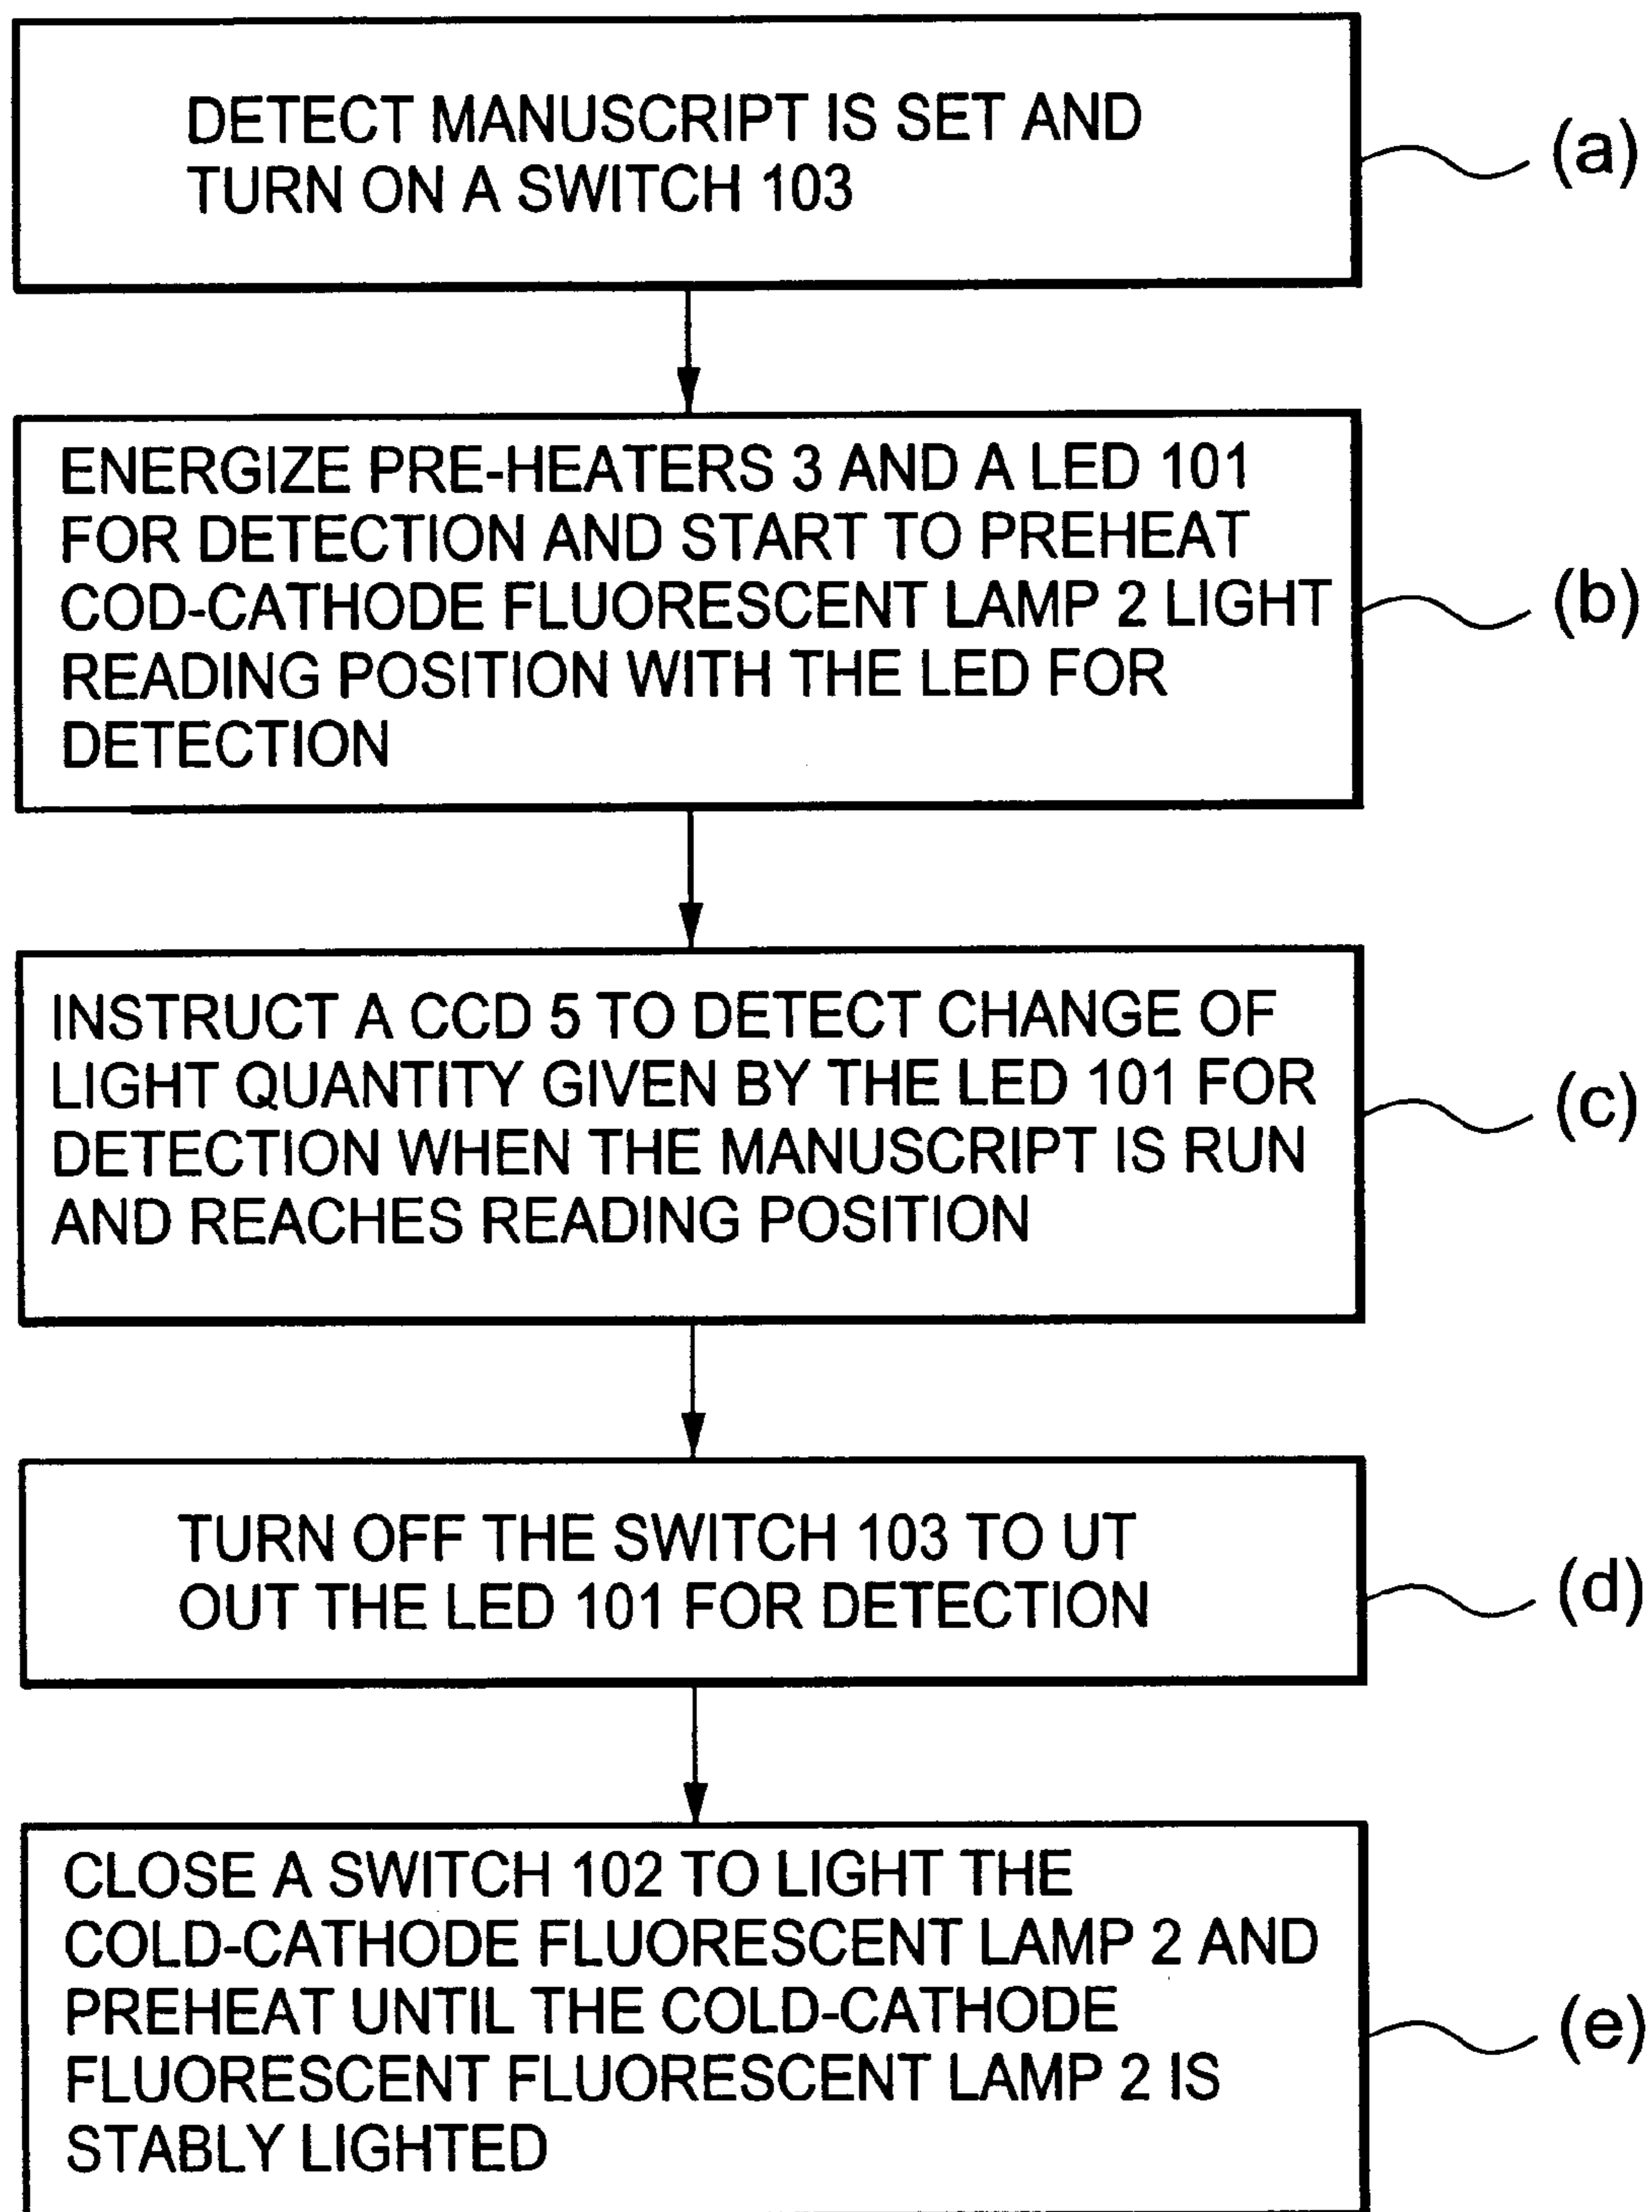 DETECT MANUSCRIPT IS SET AND
TURN ON A SWITCH 103
(a)
ENERGIZE PRE-HEATERS 3 AND A LED 101
FOR DETECTION AND START TO PREHEAT
COD-CATHODE FLUORESCENT LAMP 2 LIGHT
READING POSITION WITH THE LED FOR
DETECTION
(b)
INSTRUCT A CCD 5 TO DETECT CHANGE OF
LIGHT QUANTITY GIVEN BY THE LED 101 FOR
DETECTION WHEN THE MANUSCRIPT IS RUN
AND REACHES READING POSITION
(c)
TURN OFF THE SWITCH 103 TO UT
OUT THE LED 101 FOR DETECTION
(d)
CLOSE A SWITCH 102 TO LIGHT THE
COLD-CATHODE FLUORESCENT LAMP 2 AND
PREHEAT UNTIL THE COLD-CATHODE
FLUORESCENT FLUORESCENT LAMP 2 IS
STABLY LIGHTED
(e)